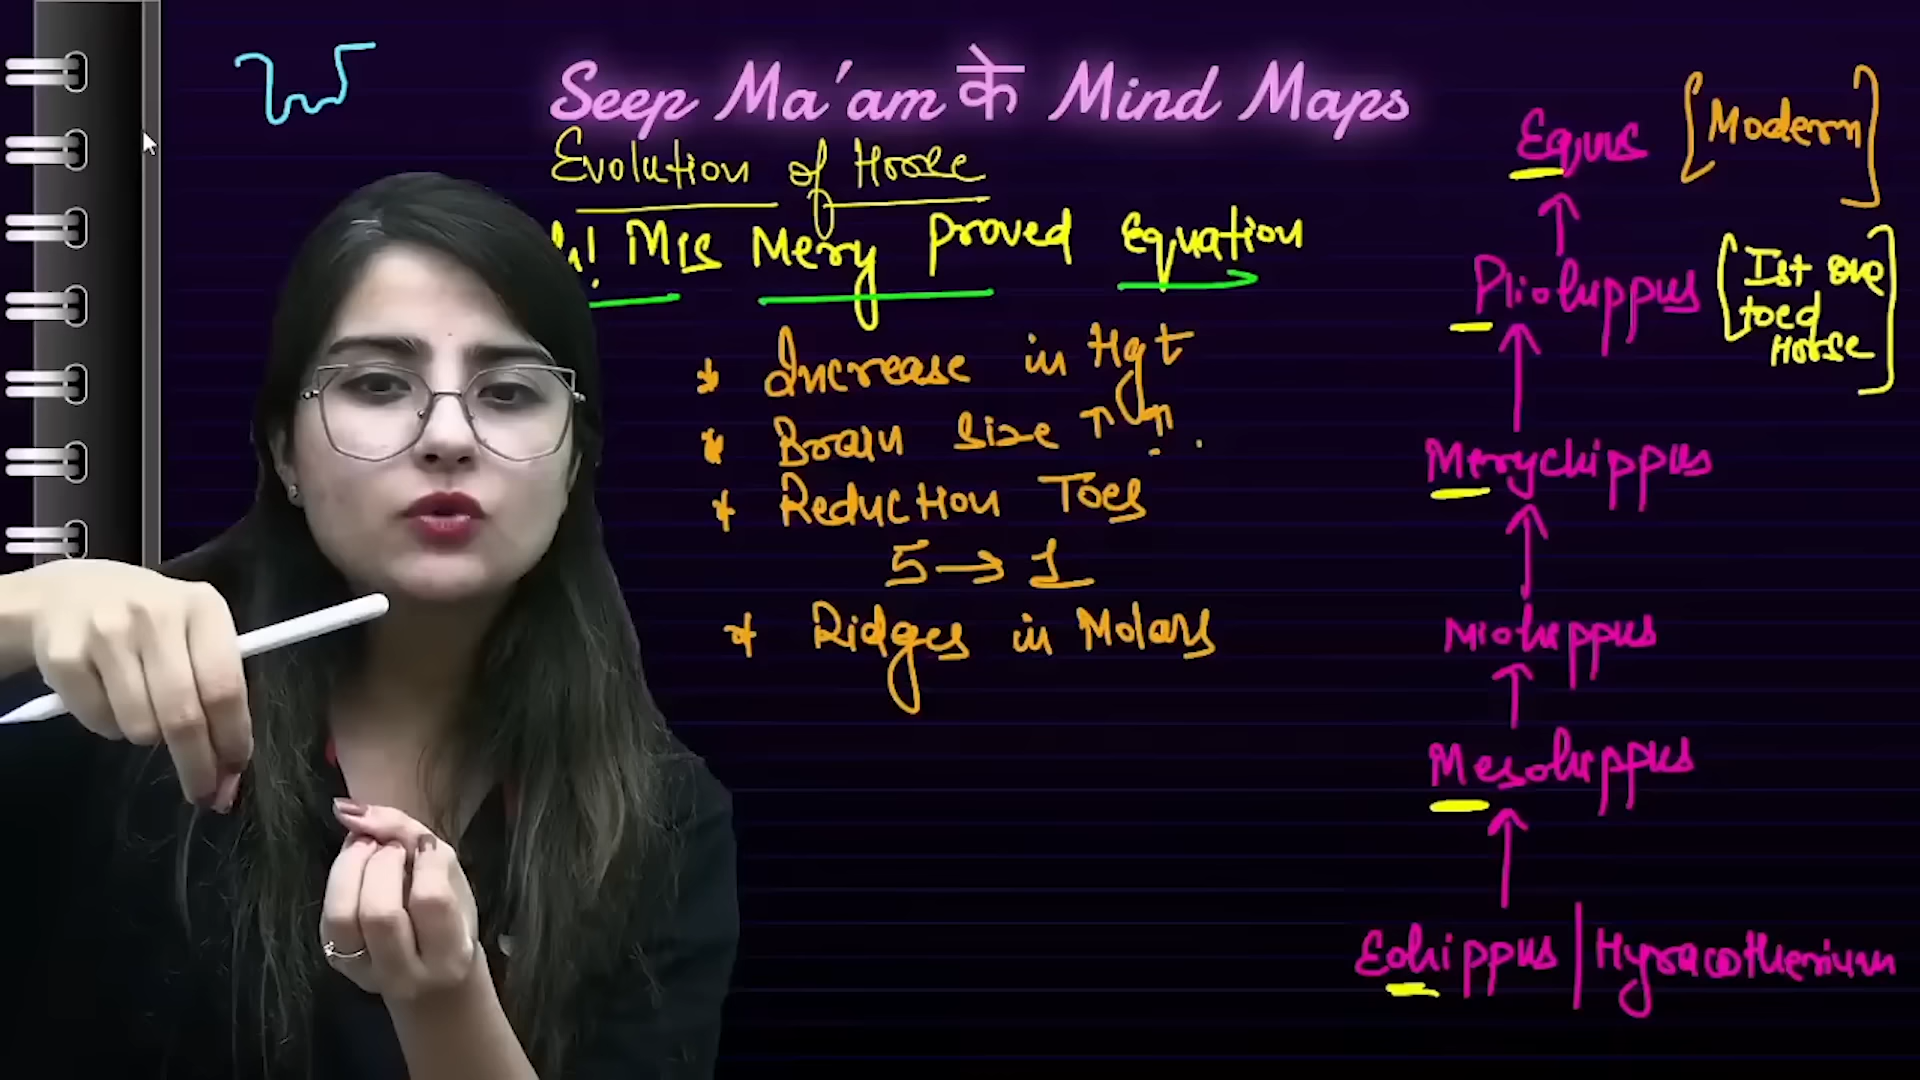 Seep Ma'am के Mind Maps
Evolution of Horse
h! Mis Mery proved Equation
* Increase in Hgt
* Brain size ↑
* Reduction Toes
5 → 1
* Ridges in Molars
Equus [Modern]
↑
Pliohippus [Ist one toed Horse]
↑
Merychippus
↑
Miohippus
↑
Mesohippus
↑
Eohippus | Hyracotherium